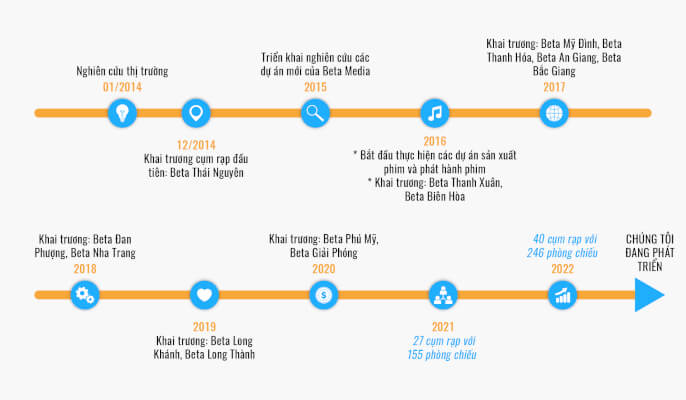 Nghiên cứu thị trường
01/2014
12/2014
Khai trương cụm rạp đầu
tiên: Beta Thái Nguyên
Triển khai nghiên cứu các
dự án mới của Beta Media
2015
2016
* Bắt đầu thực hiện các dự án sản xuất
phim và phát hành phim
* Khai trương: Beta Thanh Xuân,
Beta Biên Hòa
Khai trương: Beta Mỹ Đình, Beta
Thanh Hóa, Beta An Giang, Beta
Bắc Giang
2017
Khai trương: Beta Đan
Phượng, Beta Nha Trang
2018
2019
Khai trương: Beta Long
Khánh, Beta Long Thành
Khai trương: Beta Phú Mỹ,
Beta Giải Phóng
2020
$
2021
27 cụm rạp với
155 phòng chiếu
40 cụm rạp với
246 phòng chiếu
2022
CHÚNG TÔI
ĐANG PHÁT
TRIỂN